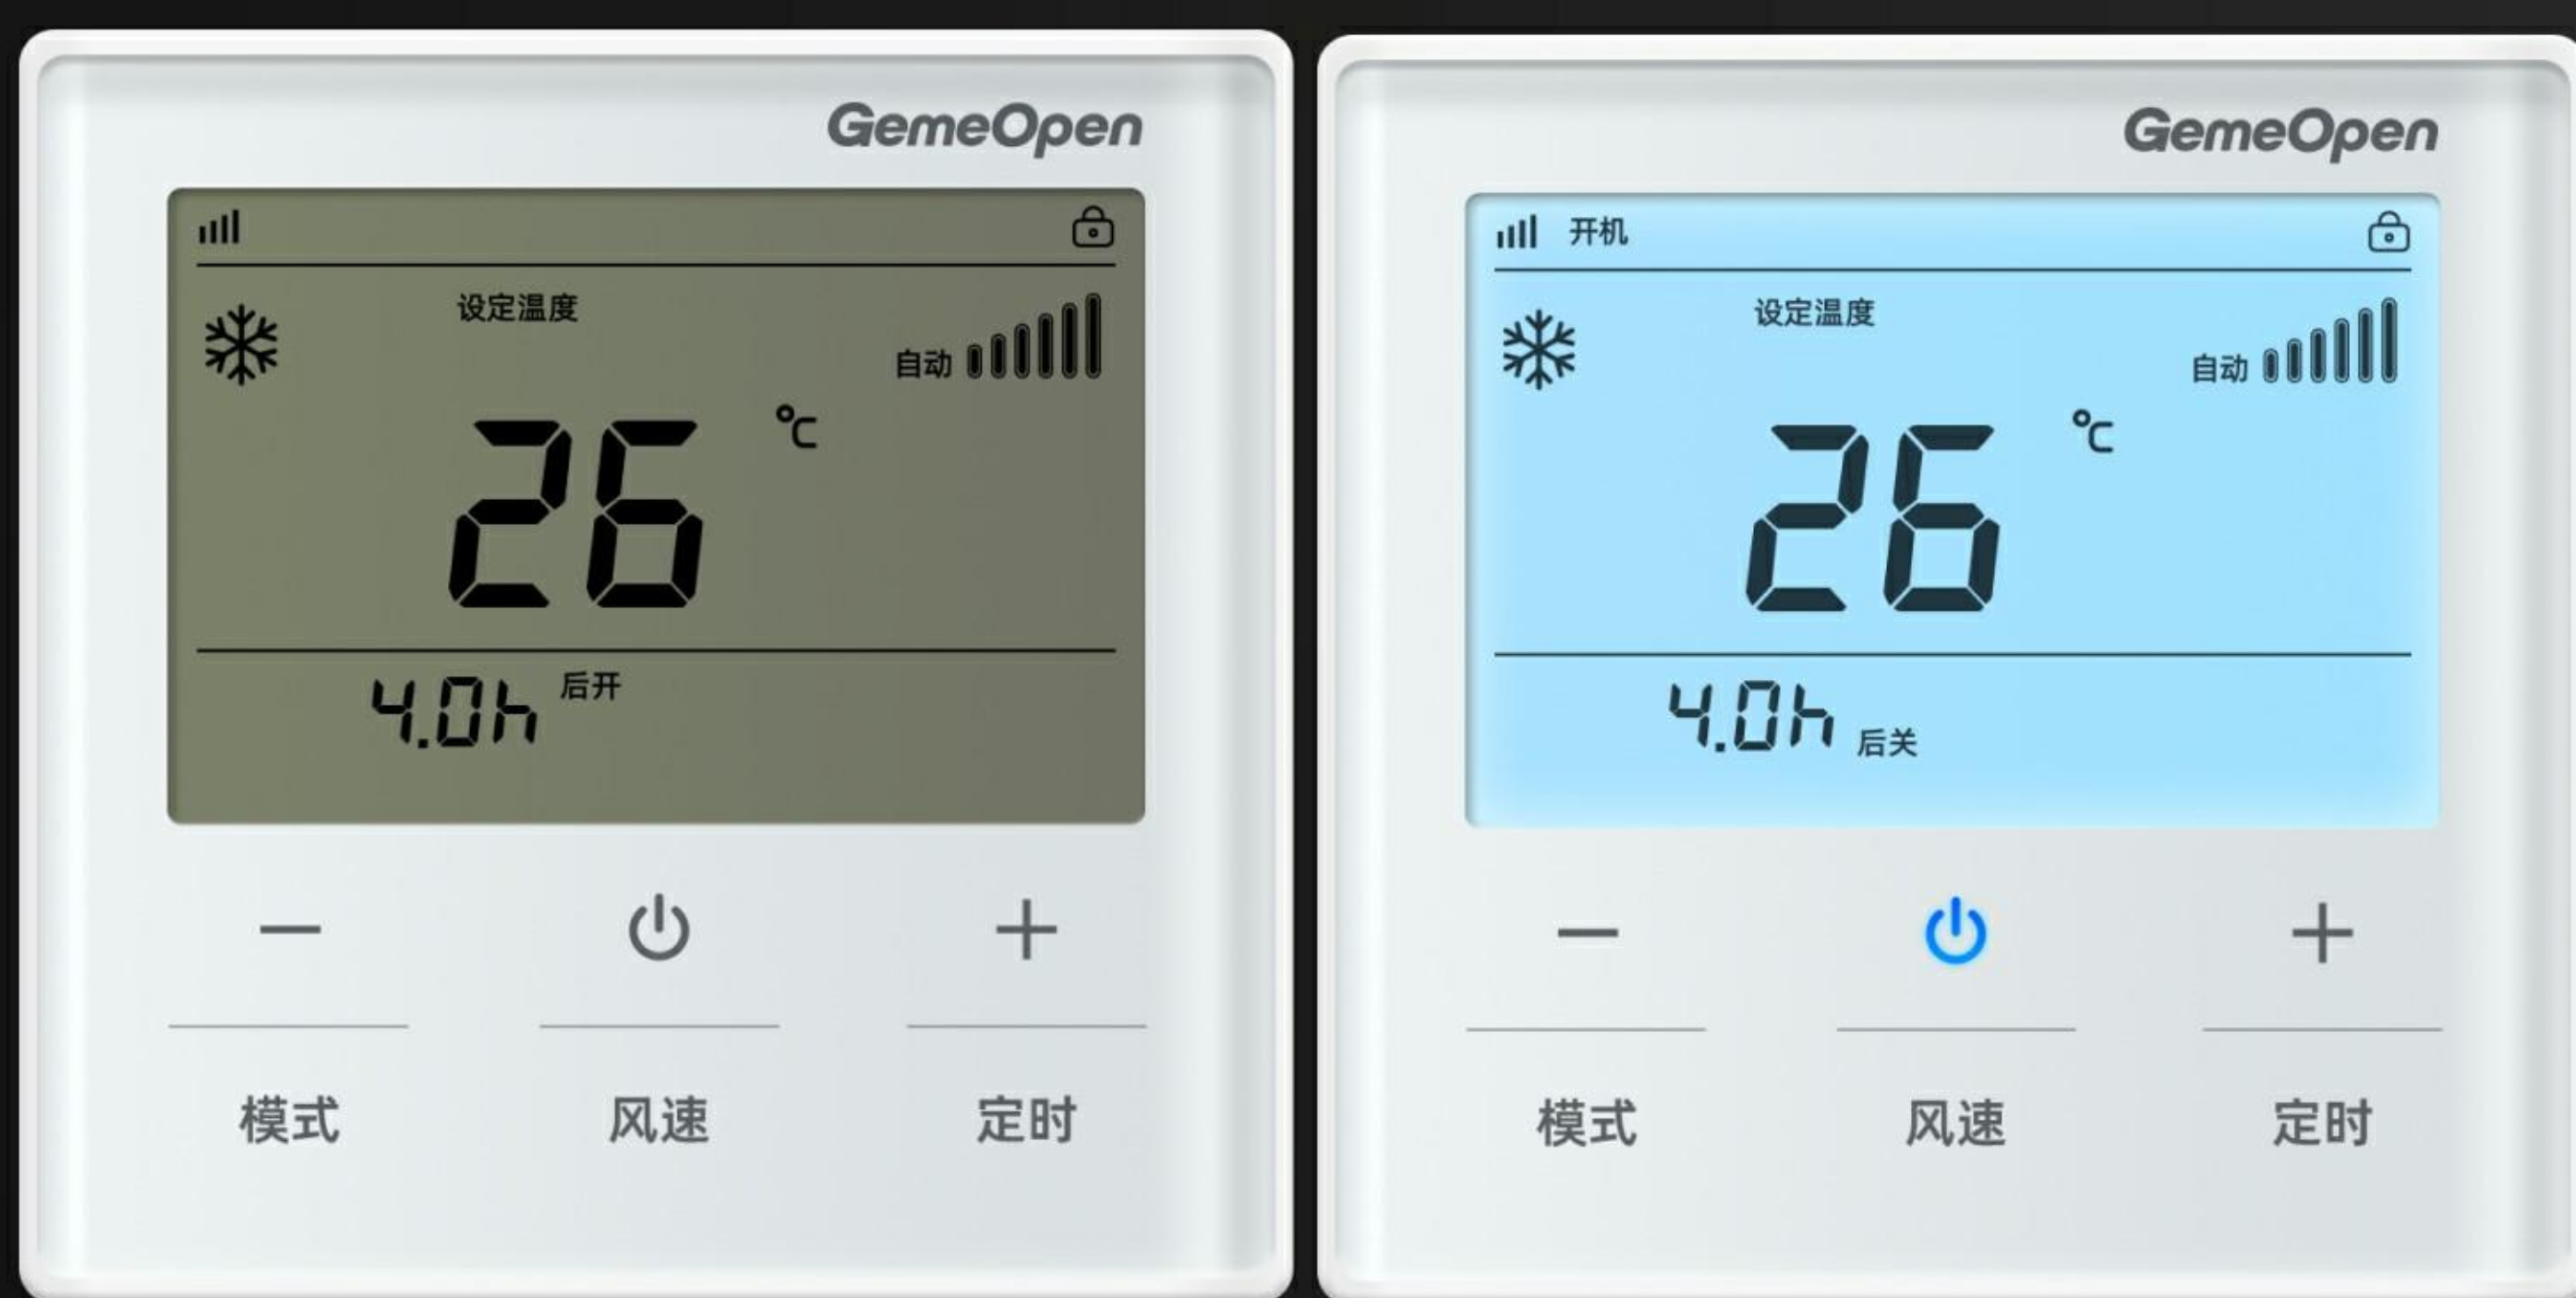 GemeOpen
设定温度
自动
26 ℃
4.0h 后开
模式 风速 定时
GemeOpen
开机
设定温度
自动
26 ℃
4.0h 后关
模式 风速 定时